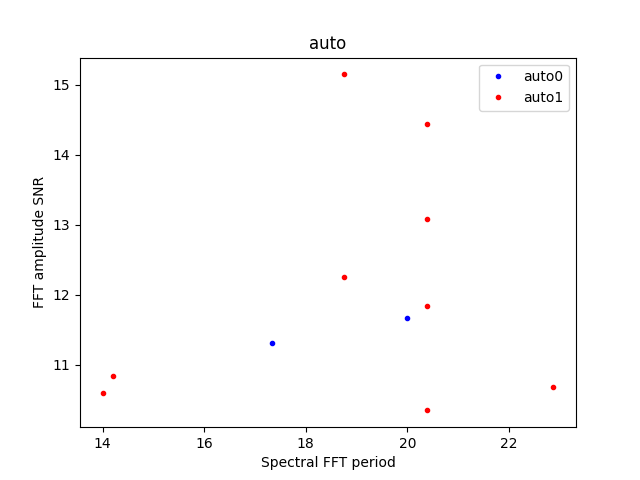 auto
auto0
auto1
15
14
13
12
11
FFT amplitude SNR
14 16 18 20 22
Spectral FFT period